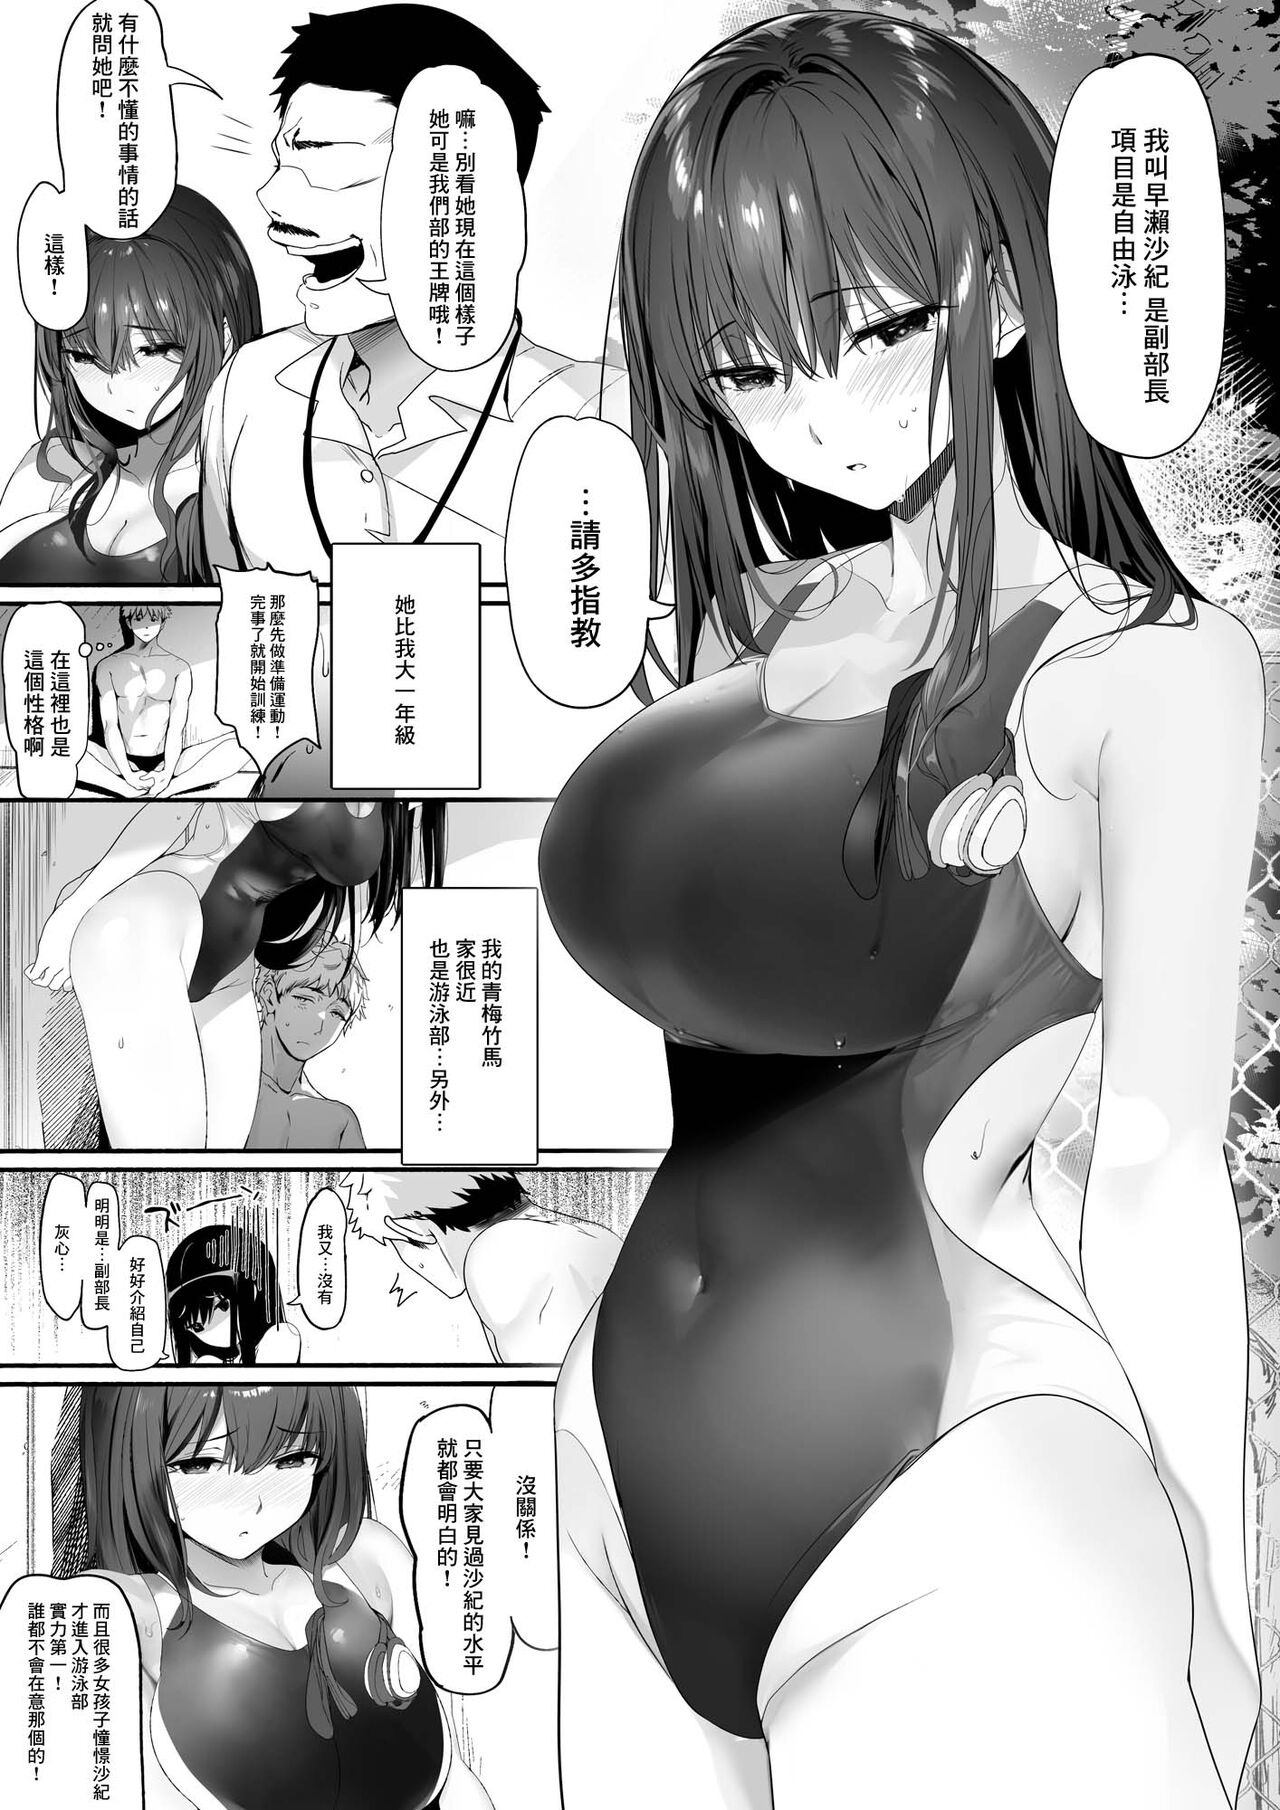 我叫早瀬沙紀 是副部長
項目是自由泳…
…請多指教
嘛…別看她現在這個樣子
她可是我們部的王牌哦！
有什麼不懂的事情的話
就問她吧！
這樣！
她比我大一年級
那麼先做準備運動！
完事了就開始訓練！
在這裡也是
這個性格啊
我的青梅竹馬
家很近
也是游泳部…另外…
我又…沒有
ズーン
好好介紹自己
明明是…副部長
灰心…
沒關係！
只要大家見過沙紀的水平
就都會明白的！
而且很多女孩子憧憬沙紀
才進入游泳部
實力第一！
誰都不會在意那個的！